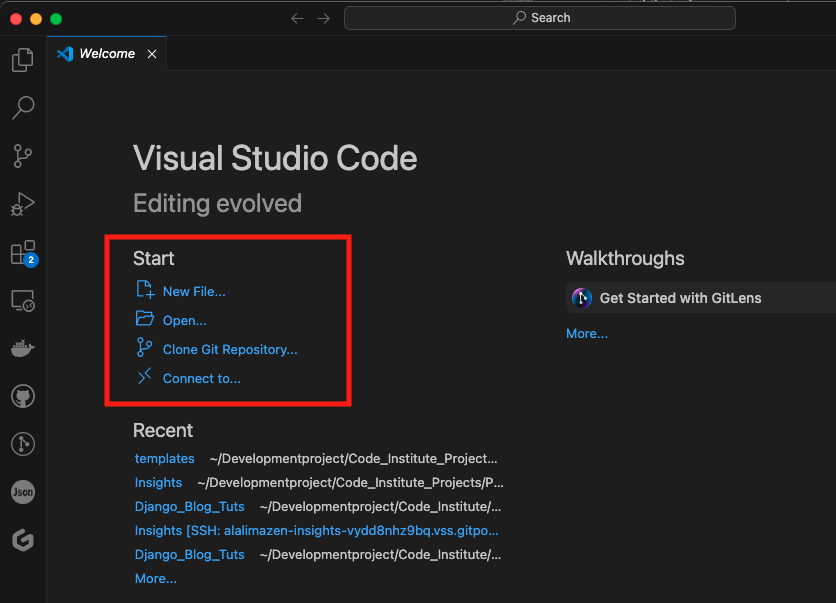 Search
Welcome
Visual Studio Code
Editing evolved
Start
New File...
Open...
Clone Git Repository...
Connect to...
Walkthroughs
Get Started with GitLens
More...
Recent
templates ~/Developmentproject/Code_Institute_Project...
Insights ~/Developmentproject/Code_Institute_Projects/P...
Django_Blog_Tuts ~/Developmentproject/Code_Institute/...
Insights [SSH: alalimazen-insights-vydd8nhz9bq.vss.gitpo...
Django_Blog_Tuts ~/Developmentproject/Code_Institute/...
More...
2
Json